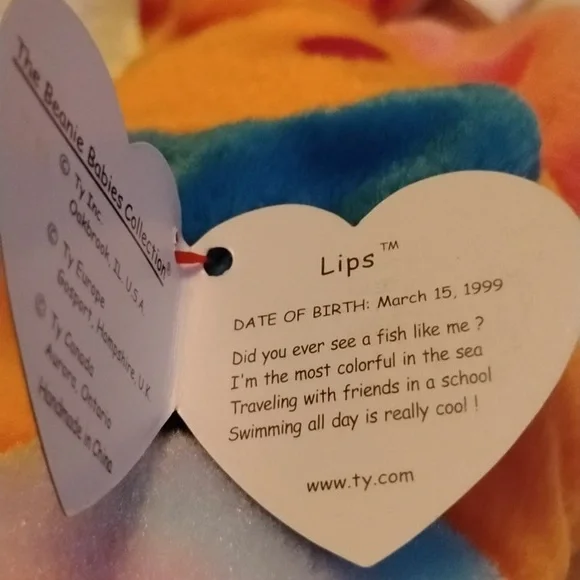 The Beanie Babies Collection®
© Ty Inc.
Oakbrook, IL. U.S.A.
© Ty Europe
Gosport, Hampshire, U.K.
© Ty Canada
Aurora, Ontario
Handmade in China
Lips™
DATE OF BIRTH: March 15, 1999
Did you ever see a fish like me ?
I'm the most colorful in the sea
Traveling with friends in a school
Swimming all day is really cool !
www.ty.com